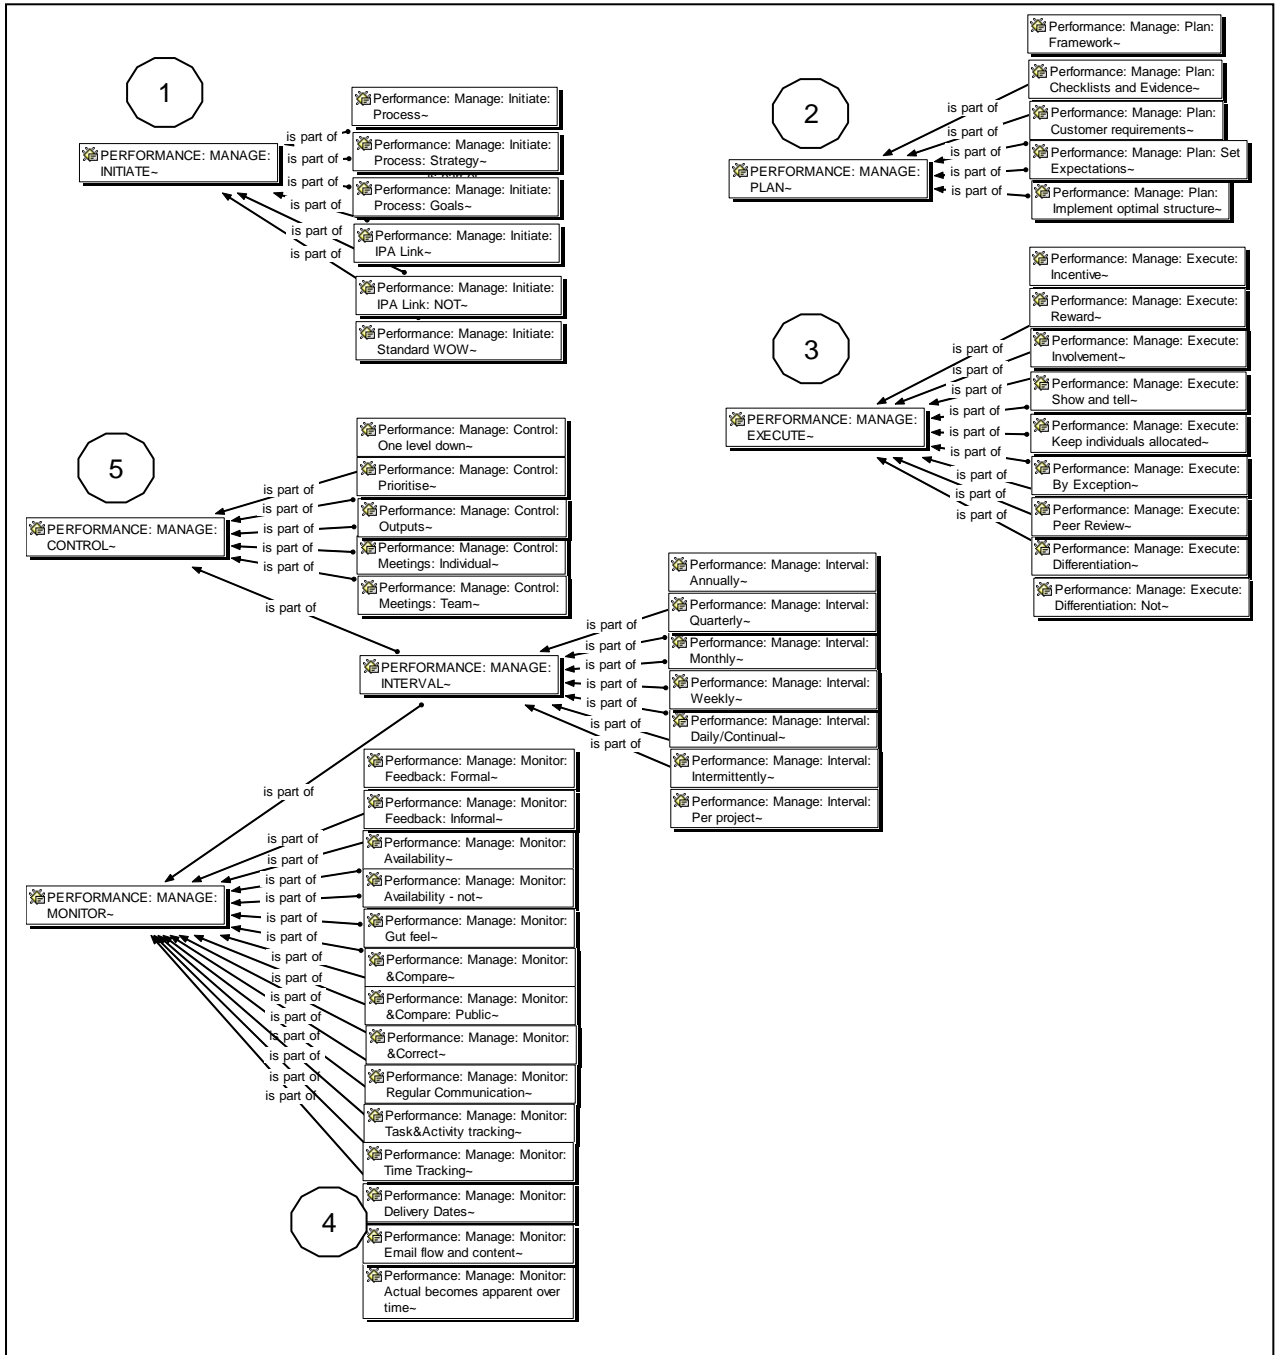 1
PERFORMANCE: MANAGE:
INITIATE~
is part of
is part of
is part of
is part of
is part of
is part of
is part of
Performance: Manage: Initiate:
Process~
Performance: Manage: Initiate:
Process: Strategy~
Performance: Manage: Initiate:
Process: Goals~
Performance: Manage: Initiate:
IPA Link~
Performance: Manage: Initiate:
IPA Link: NOT~
Performance: Manage: Initiate:
Standard WOW~
2
PERFORMANCE: MANAGE:
PLAN~
is part of
is part of
is part of
is part of
is part of
Performance: Manage: Plan:
Framework~
Performance: Manage: Plan:
Checklists and Evidence~
Performance: Manage: Plan:
Customer requirements~
Performance: Manage: Plan: Set
Expectations~
Performance: Manage: Plan:
Implement optimal structure~
3
PERFORMANCE: MANAGE:
EXECUTE~
is part of
is part of
is part of
is part of
is part of
is part of
is part of
is part of
is part of
Performance: Manage: Execute:
Incentive~
Performance: Manage: Execute:
Reward~
Performance: Manage: Execute:
Involvement~
Performance: Manage: Execute:
Show and tell~
Performance: Manage: Execute:
Keep individuals allocated~
Performance: Manage: Execute:
By Exception~
Performance: Manage: Execute:
Peer Review~
Performance: Manage: Execute:
Differentiation~
Performance: Manage: Execute:
Differentiation: Not~
5
PERFORMANCE: MANAGE:
CONTROL~
is part of
is part of
is part of
is part of
is part of
is part of
Performance: Manage: Control:
One level down~
Performance: Manage: Control:
Prioritise~
Performance: Manage: Control:
Outputs~
Performance: Manage: Control:
Meetings: Individual~
Performance: Manage: Control:
Meetings: Team~
PERFORMANCE: MANAGE:
INTERVAL~
is part of
is part of
is part of
is part of
is part of
is part of
is part of
Performance: Manage: Interval:
Annually~
Performance: Manage: Interval:
Quarterly~
Performance: Manage: Interval:
Monthly~
Performance: Manage: Interval:
Weekly~
Performance: Manage: Interval:
Daily/Continual~
Performance: Manage: Interval:
Intermittently~
Performance: Manage: Interval:
Per project~
is part of
PERFORMANCE: MANAGE:
MONITOR~
is part of
is part of
is part of
is part of
is part of
is part of
is part of
is part of
is part of
is part of
is part of
is part of
is part of
is part of
Performance: Manage: Monitor:
Feedback: Formal~
Performance: Manage: Monitor:
Feedback: Informal~
Performance: Manage: Monitor:
Availability~
Performance: Manage: Monitor:
Availability - not~
Performance: Manage: Monitor:
Gut feel~
Performance: Manage: Monitor:
&Compare~
Performance: Manage: Monitor:
&Compare: Public~
Performance: Manage: Monitor:
&Correct~
Performance: Manage: Monitor:
Regular Communication~
Performance: Manage: Monitor:
Task&Activity tracking~
Performance: Manage: Monitor:
Time Tracking~
4
Performance: Manage: Monitor:
Delivery Dates~
Performance: Manage: Monitor:
Email flow and content~
Performance: Manage: Monitor:
Actual becomes apparent over
time~